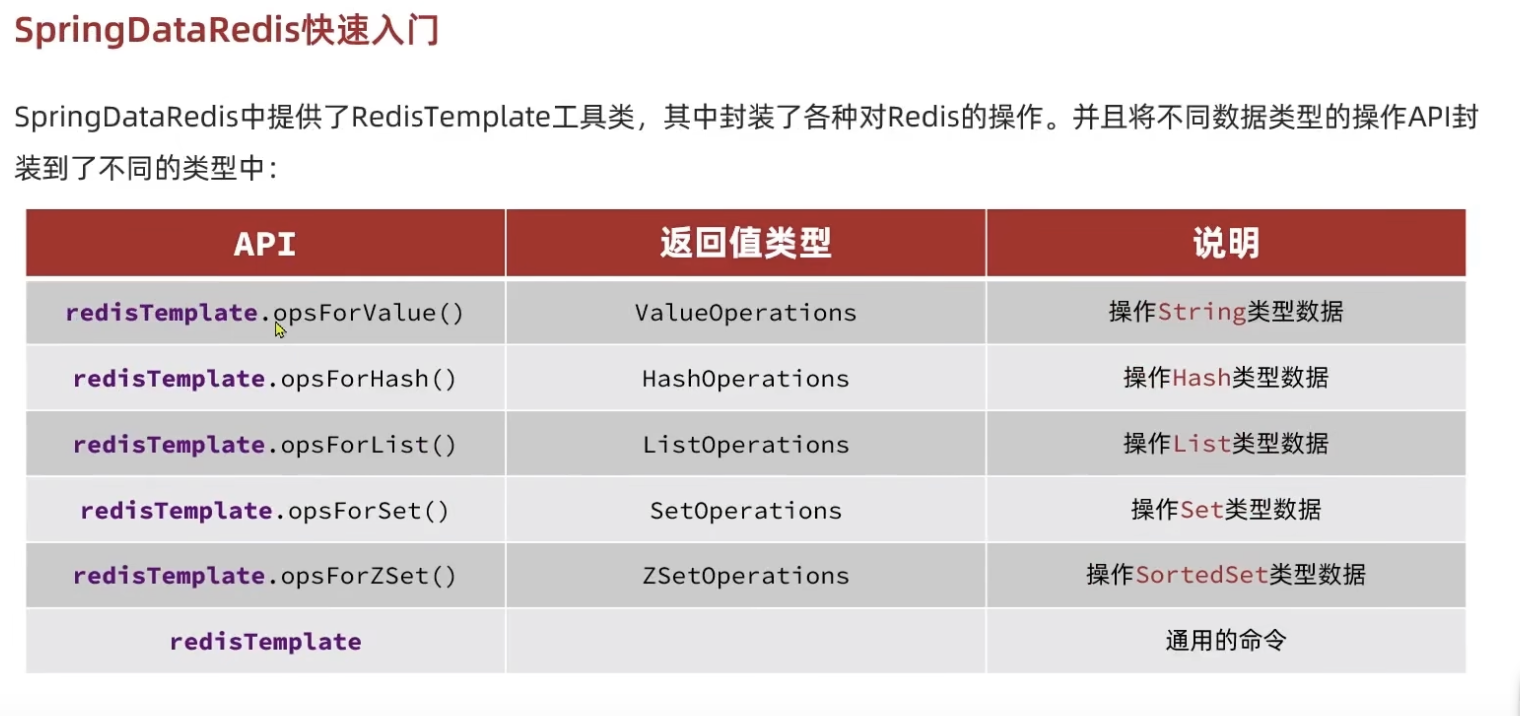 SpringDataRedis快速入门
SpringDataRedis中提供了RedisTemplate工具类，其中封装了各种对Redis的操作。并且将不同数据类型的操作API封
装到了不同的类型中：
API 返回值类型 说明
redisTemplate.opsForValue() ValueOperations 操作String类型数据
redisTemplate.opsForHash() HashOperations 操作Hash类型数据
redisTemplate.opsForList() ListOperations 操作List类型数据
redisTemplate.opsForSet() SetOperations 操作Set类型数据
redisTemplate.opsForZSet() ZSetOperations 操作SortedSet类型数据
redisTemplate 通用的命令